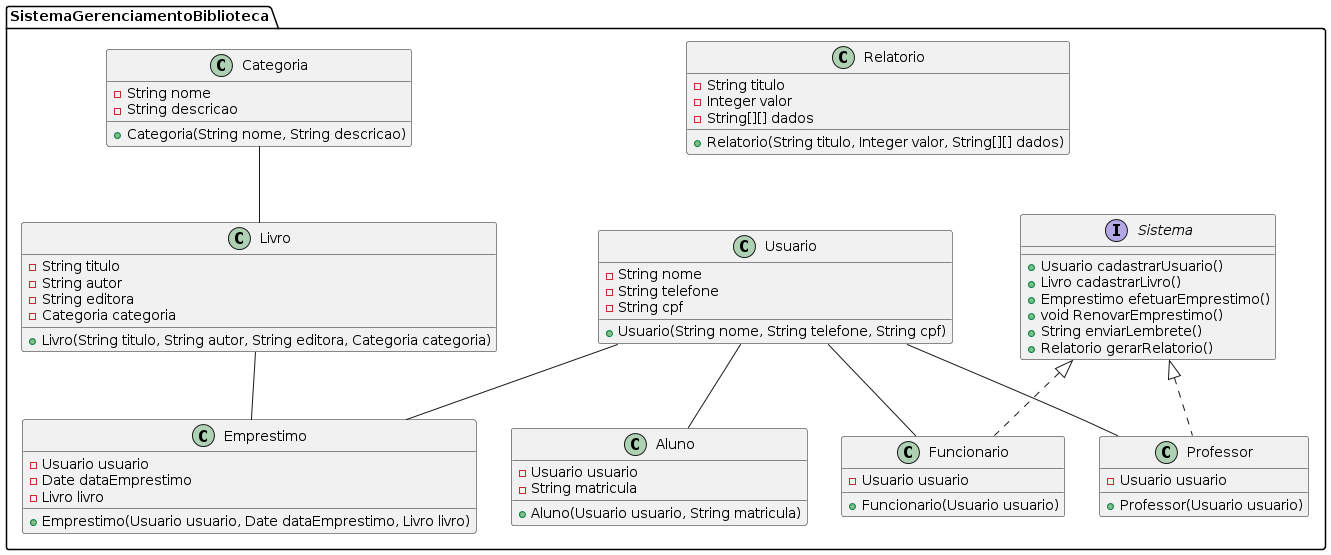 SistemaGerenciamentoBiblioteca
C Categoria
String nome
String descricao
Categoria(String nome, String descricao)
C Relatorio
String titulo
Integer valor
String[][] dados
Relatorio(String titulo, Integer valor, String[][] dados)
C Livro
String titulo
String autor
String editora
Categoria categoria
Livro(String titulo, String autor, String editora, Categoria categoria)
C Usuario
String nome
String telefone
String cpf
Usuario(String nome, String telefone, String cpf)
I Sistema
Usuario cadastrarUsuario()
Livro cadastrarLivro()
Emprestimo efetuarEmprestimo()
void RenovarEmprestimo()
String enviarLembrete()
Relatorio gerarRelatorio()
C Emprestimo
Usuario usuario
Date dataEmprestimo
Livro livro
Emprestimo(Usuario usuario, Date dataEmprestimo, Livro livro)
C Aluno
Usuario usuario
String matricula
Aluno(Usuario usuario, String matricula)
C Funcionario
Usuario usuario
Funcionario(Usuario usuario)
C Professor
Usuario usuario
Professor(Usuario usuario)